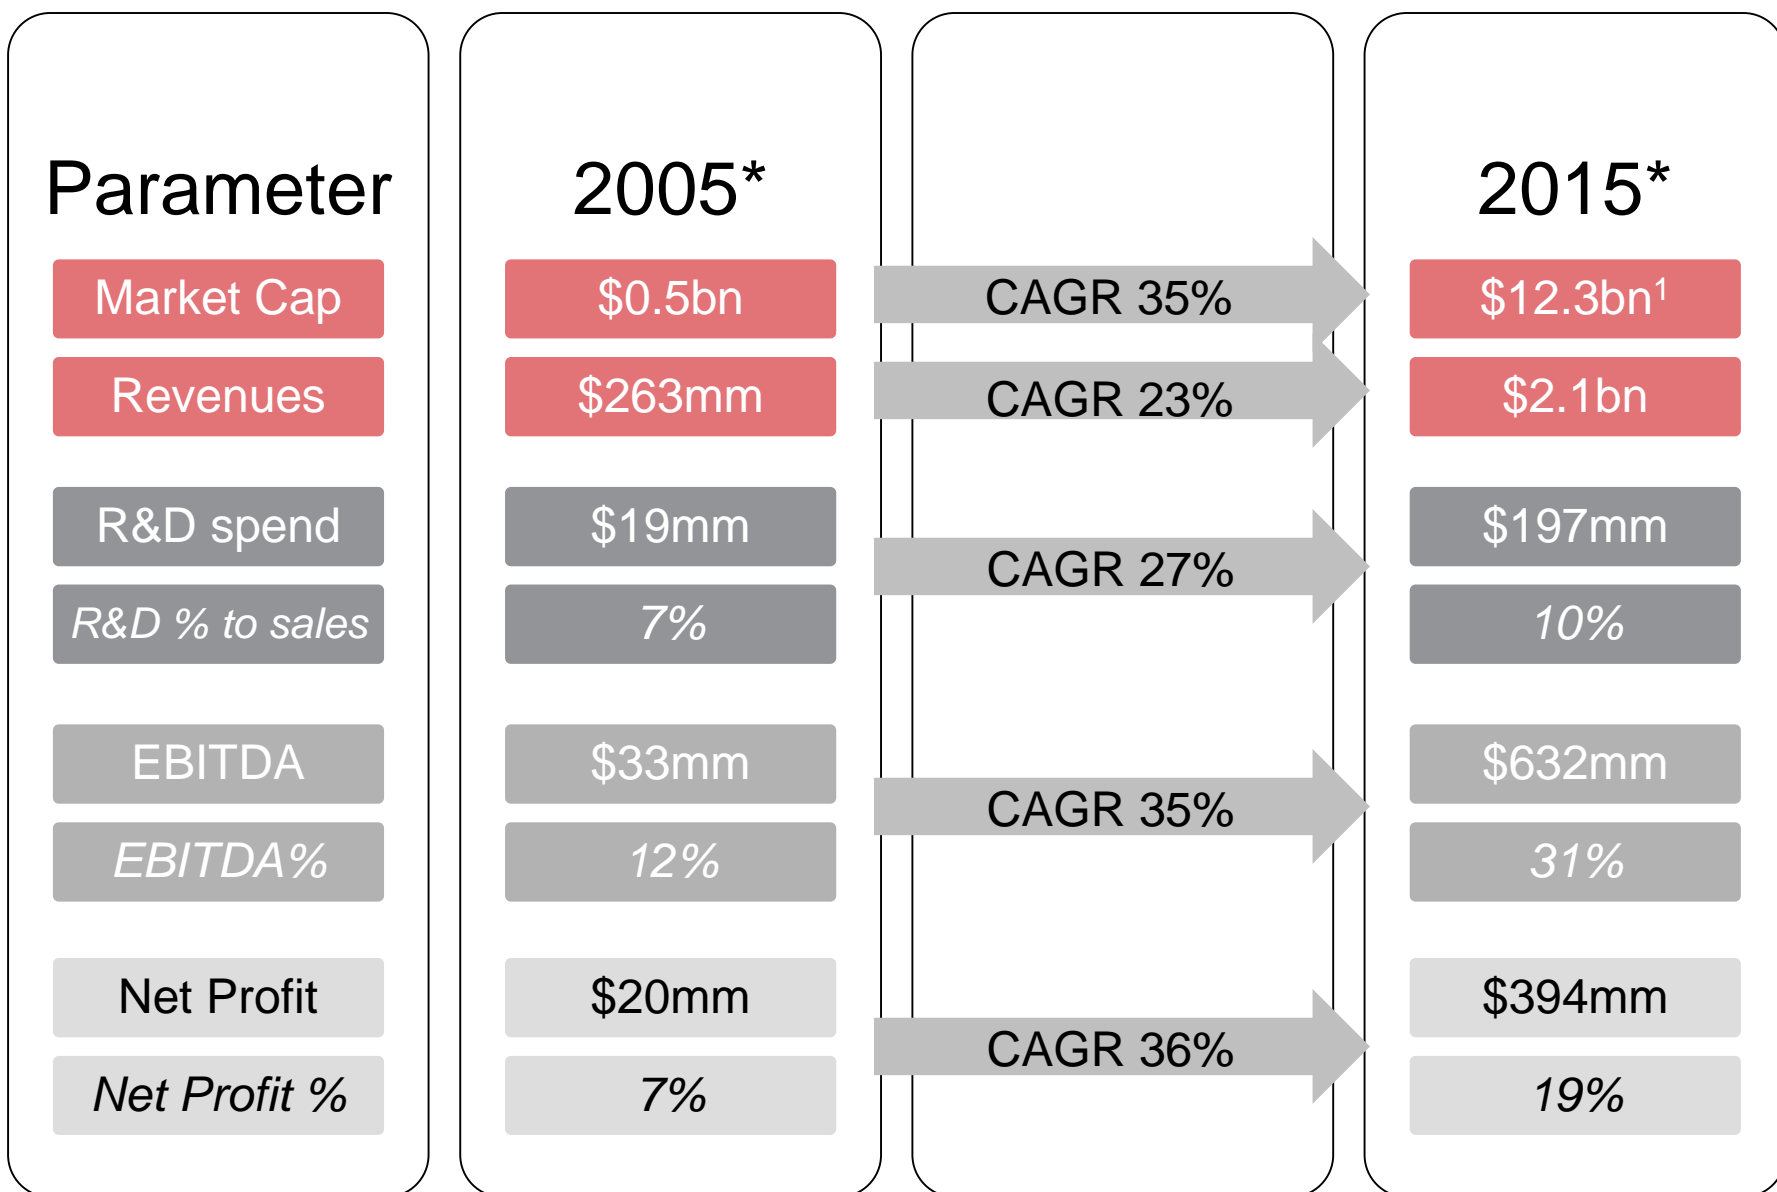 Parameter 2005* 2015*
Market Cap $0.5bn CAGR 35% $12.3bn¹
Revenues $263mm CAGR 23% $2.1bn
R&D spend $19mm $197mm
CAGR 27%
R&D % to sales 7% 10%
EBITDA $33mm $632mm
CAGR 35%
EBITDA% 12% 31%
Net Profit $20mm $394mm
CAGR 36%
Net Profit % 7% 19%